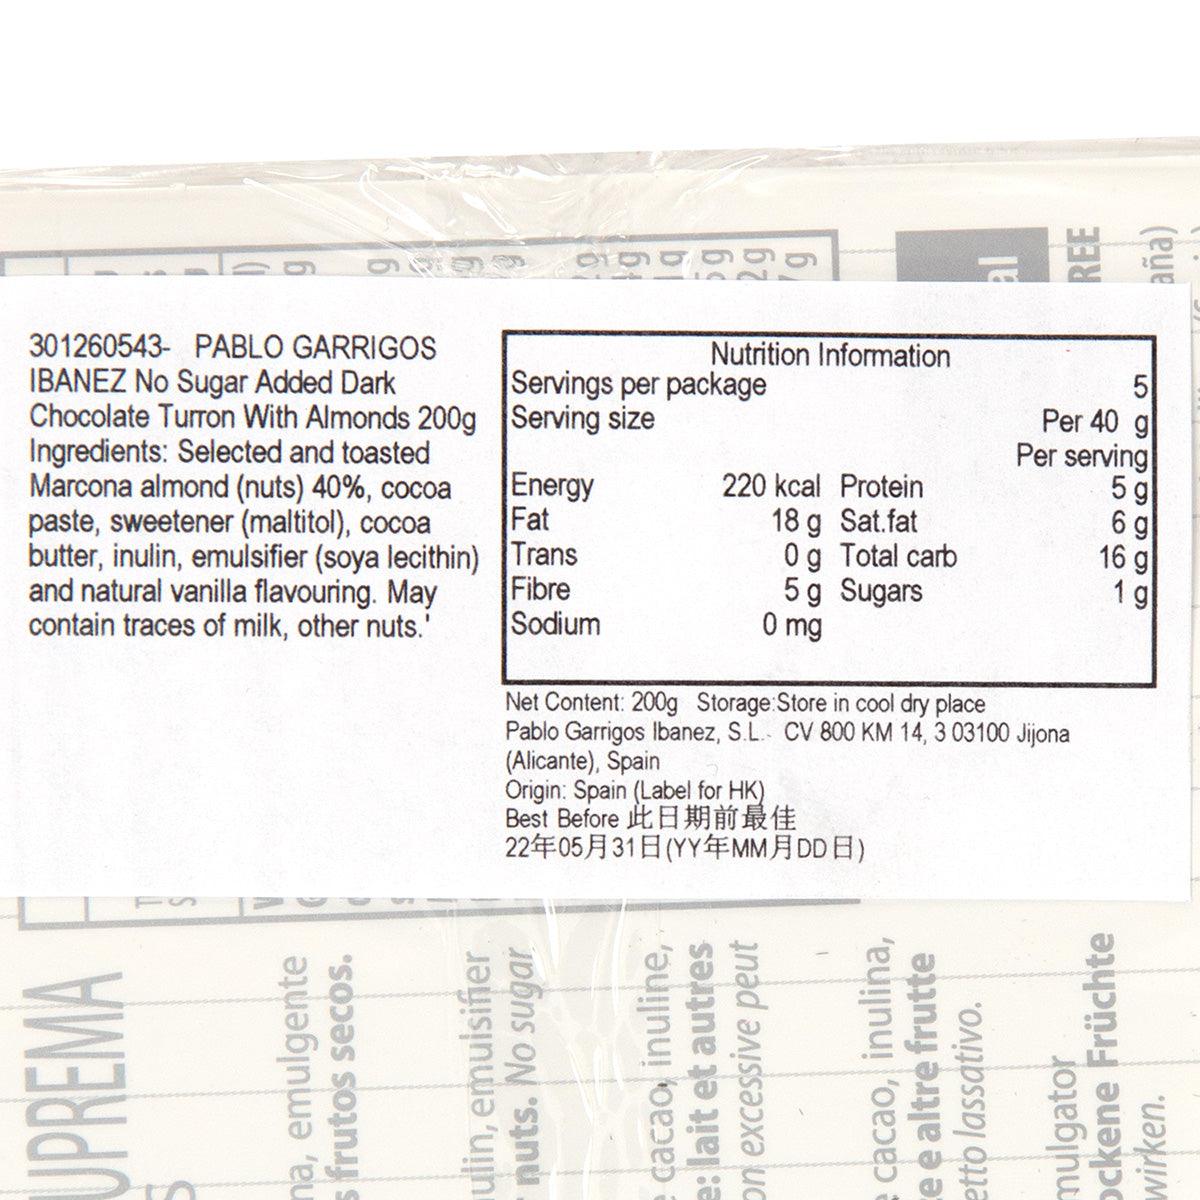 301260543- PABLO GARRIGOS
IBANEZ No Sugar Added Dark
Chocolate Turron With Almonds 200g
Ingredients: Selected and toasted
Marcona almond (nuts) 40%, cocoa
paste, sweetener (maltitol), cocoa
butter, inulin, emulsifier (soya lecithin)
and natural vanilla flavouring. May
contain traces of milk, other nuts.'
Nutrition Information
Servings per package 5
Serving size Per 40 g
Per serving
Energy 220 kcal Protein 5 g
Fat 18 g Sat.fat 6 g
Trans 0 g Total carb 16 g
Fibre 5 g Sugars 1 g
Sodium 0 mg
Net Content: 200g Storage:Store in cool dry place
Pablo Garrigos Ibanez, S.L.- CV 800 KM 14, 3 03100 Jijona
(Alicante), Spain
Origin: Spain (Label for HK)
Best Before 此日期前最佳
22年05月31日(YY年MM月DD日)
UPREMA
na, emulgente
frutos secos.
ulin, emulsifier
nuts. No sugar
cacao, inuline,
e: lait et autres
on excessive peut
cacao, inulina,
e e altre frutte
etto lassativo.
mulgator
ockene Früchte
wirken.
REE
aña)
al